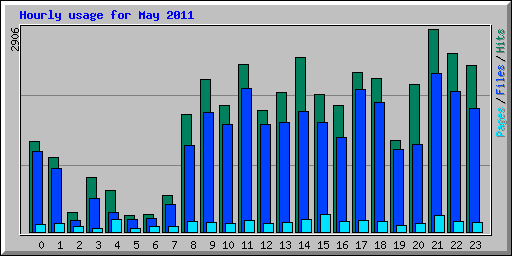 Hourly usage for May 2011
2906
Pages / Files / Hits
0 1 2 3 4 5 6 7 8 9 10 11 12 13 14 15 16 17 18 19 20 21 22 23